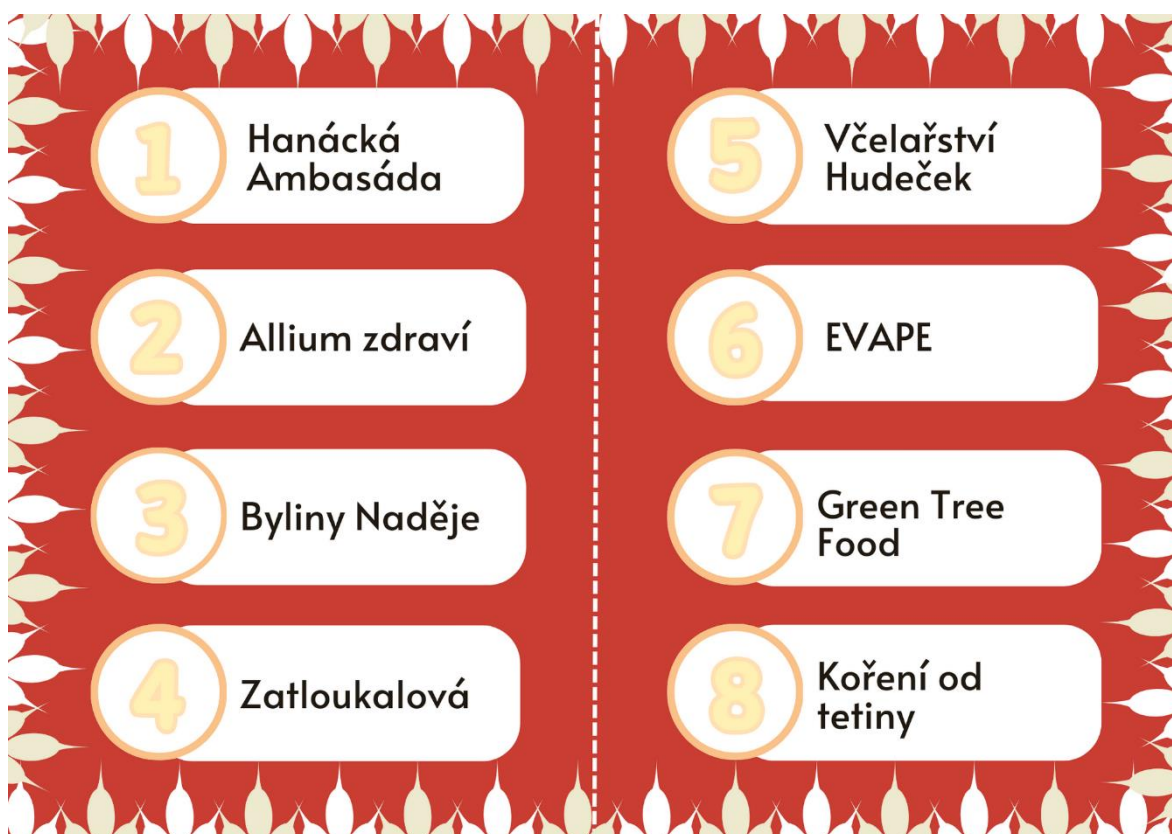 1
Hanácká
Ambasáda
2
Allium zdraví
3
Byliny Naděje
4
Zatloukalová
5
Včelařství
Hudeček
6
EVAPE
7
Green Tree
Food
8
Koření od
tetiny